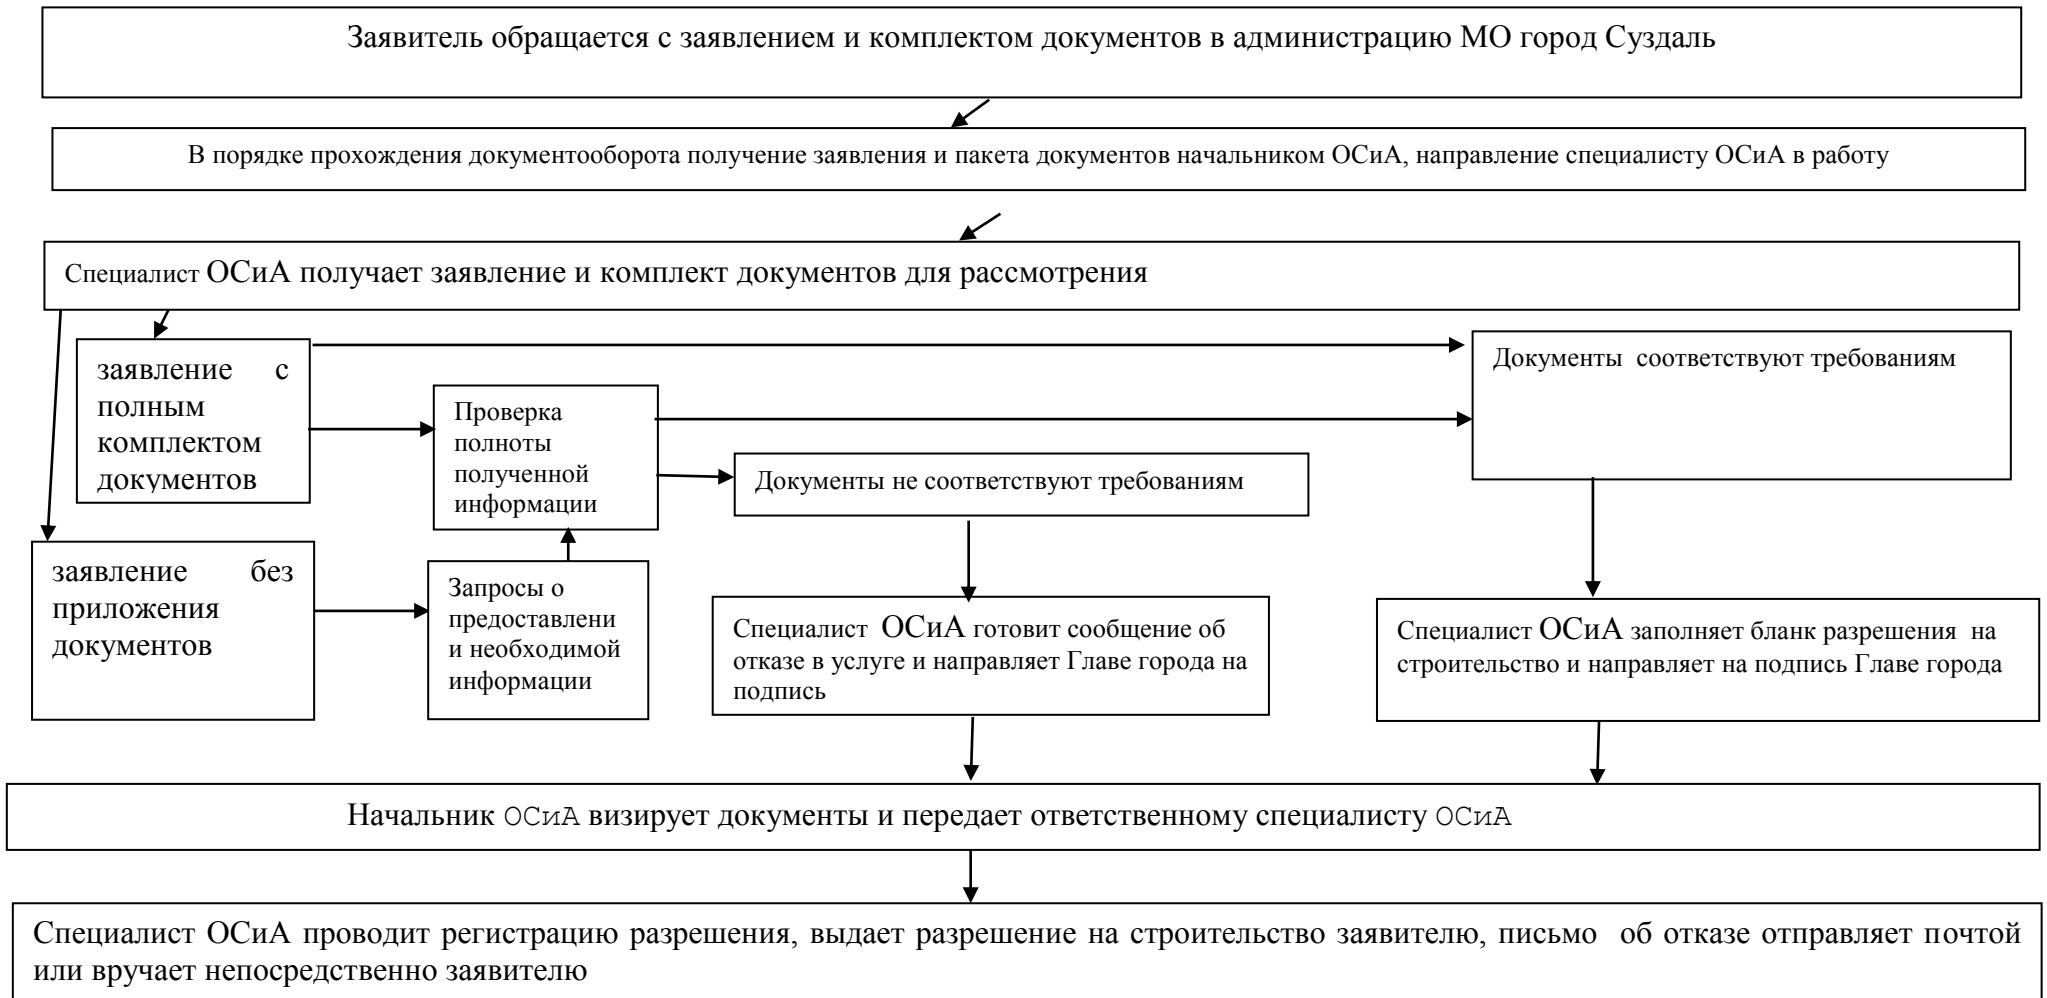 Заявитель обращается с заявлением и комплектом документов в администрацию МО город Суздаль
В порядке прохождения документооборота получение заявления и пакета документов начальником ОСиА, направление специалисту ОСиА в работу
Специалист ОСиА получает заявление и комплект документов для рассмотрения
заявление с
полным
комплектом
документов
Проверка
полноты
полученной
информации
Документы соответствуют требованиям
Документы не соответствуют требованиям
заявление без
приложения
документов
Запросы о
предоставлени
и необходимой
информации
Специалист ОСиА готовит сообщение об
отказе в услуге и направляет Главе города на
подпись
Специалист ОСиА заполняет бланк разрешения на
строительство и направляет на подпись Главе города
Начальник ОСиА визирует документы и передает ответственному специалисту ОСиА
Специалист ОСиА проводит регистрацию разрешения, выдает разрешение на строительство заявителю, письмо об отказе отправляет почтой
или вручает непосредственно заявителю